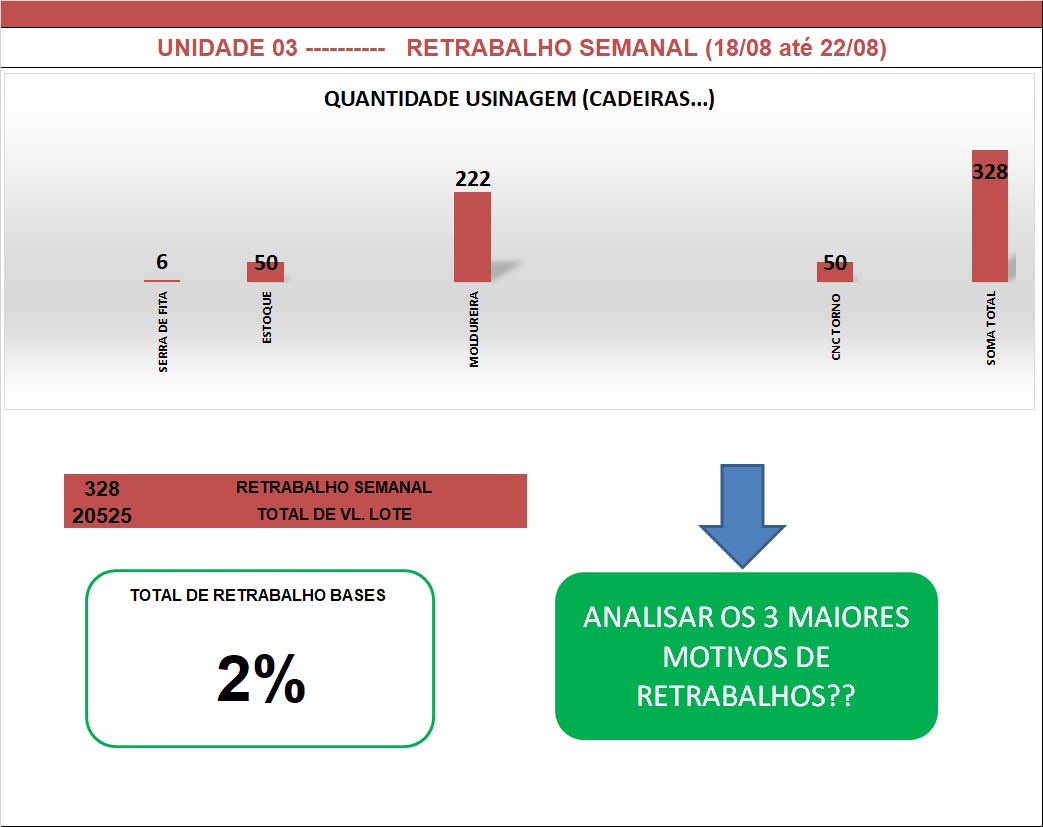 UNIDADE 03 ---------- RETRABALHO SEMANAL (18/08 até 22/08)
QUANTIDADE USINAGEM (CADEIRAS...)
6
50
222
50
328
SERRA DE FITA
ESTOQUE
MOLDUREIRA
CNC TORNO
SOMA TOTAL
328 RETRABALHO SEMANAL
20525 TOTAL DE VL. LOTE
TOTAL DE RETRABALHO BASES
2%
ANALISAR OS 3 MAIORES
MOTIVOS DE
RETRABALHOS??